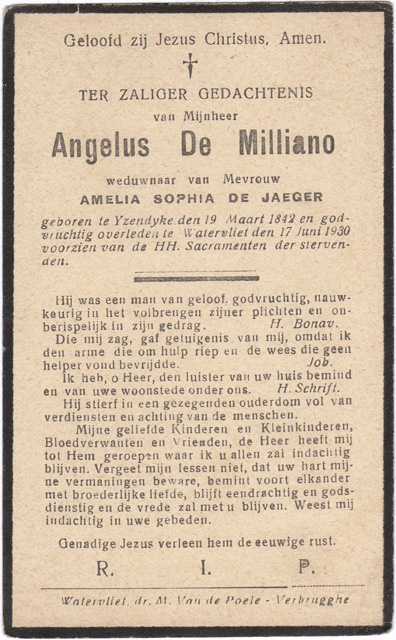 Geloofd zij Jezus Christus, Amen.
TER ZALIGER GEDACHTENIS
van Mijnheer
Angelus De Milliano
weduwnaar van Mevrouw
AMELIA SOPHIA DE JAEGER
geboren te Yzendyke den 19 Maart 1842 en god-
vruchtig overleden te Watervliet den 17 Juni 1930
voorzien van de HH. Sacramenten der sterven-
den.
Hij was een man van geloof, godvruchtig, nauw-
keurig in het volbrengen zijner plichten en on-
berispelijk in zijn gedrag. H. Bonav.
Die mij zag, gaf getuigenis van mij, omdat ik
den arme die om hulp riep en de wees die geen
helper vond bevrijdde. Job.
Ik heb, o Heer, den luister van uw huis bemind
en van uwe woonstede onder ons. H. Schrift.
Hij stierf in een gezegenden ouderdom vol van
verdiensten en achting van de menschen.
Mijne geliefde Kinderen en Kleinkinderen,
Bloedverwanten en Vrienden, de Heer heeft mij
tot Hem geroepen waar ik u allen zal indachtig
blijven. Vergeet mijn lessen niet, dat uw hart mij-
ne vermaningen beware, bemint voort elkander
met broederlijke liefde, blijft eendrachtig en gods-
dienstig en de vrede zal met u blijven. Weest mij
indachtig in uwe gebeden.
Genadige Jezus verleen hem de eeuwige rust.
R. I. P.
Watervliet, dr. M. Van de Poele - Verbrugghe